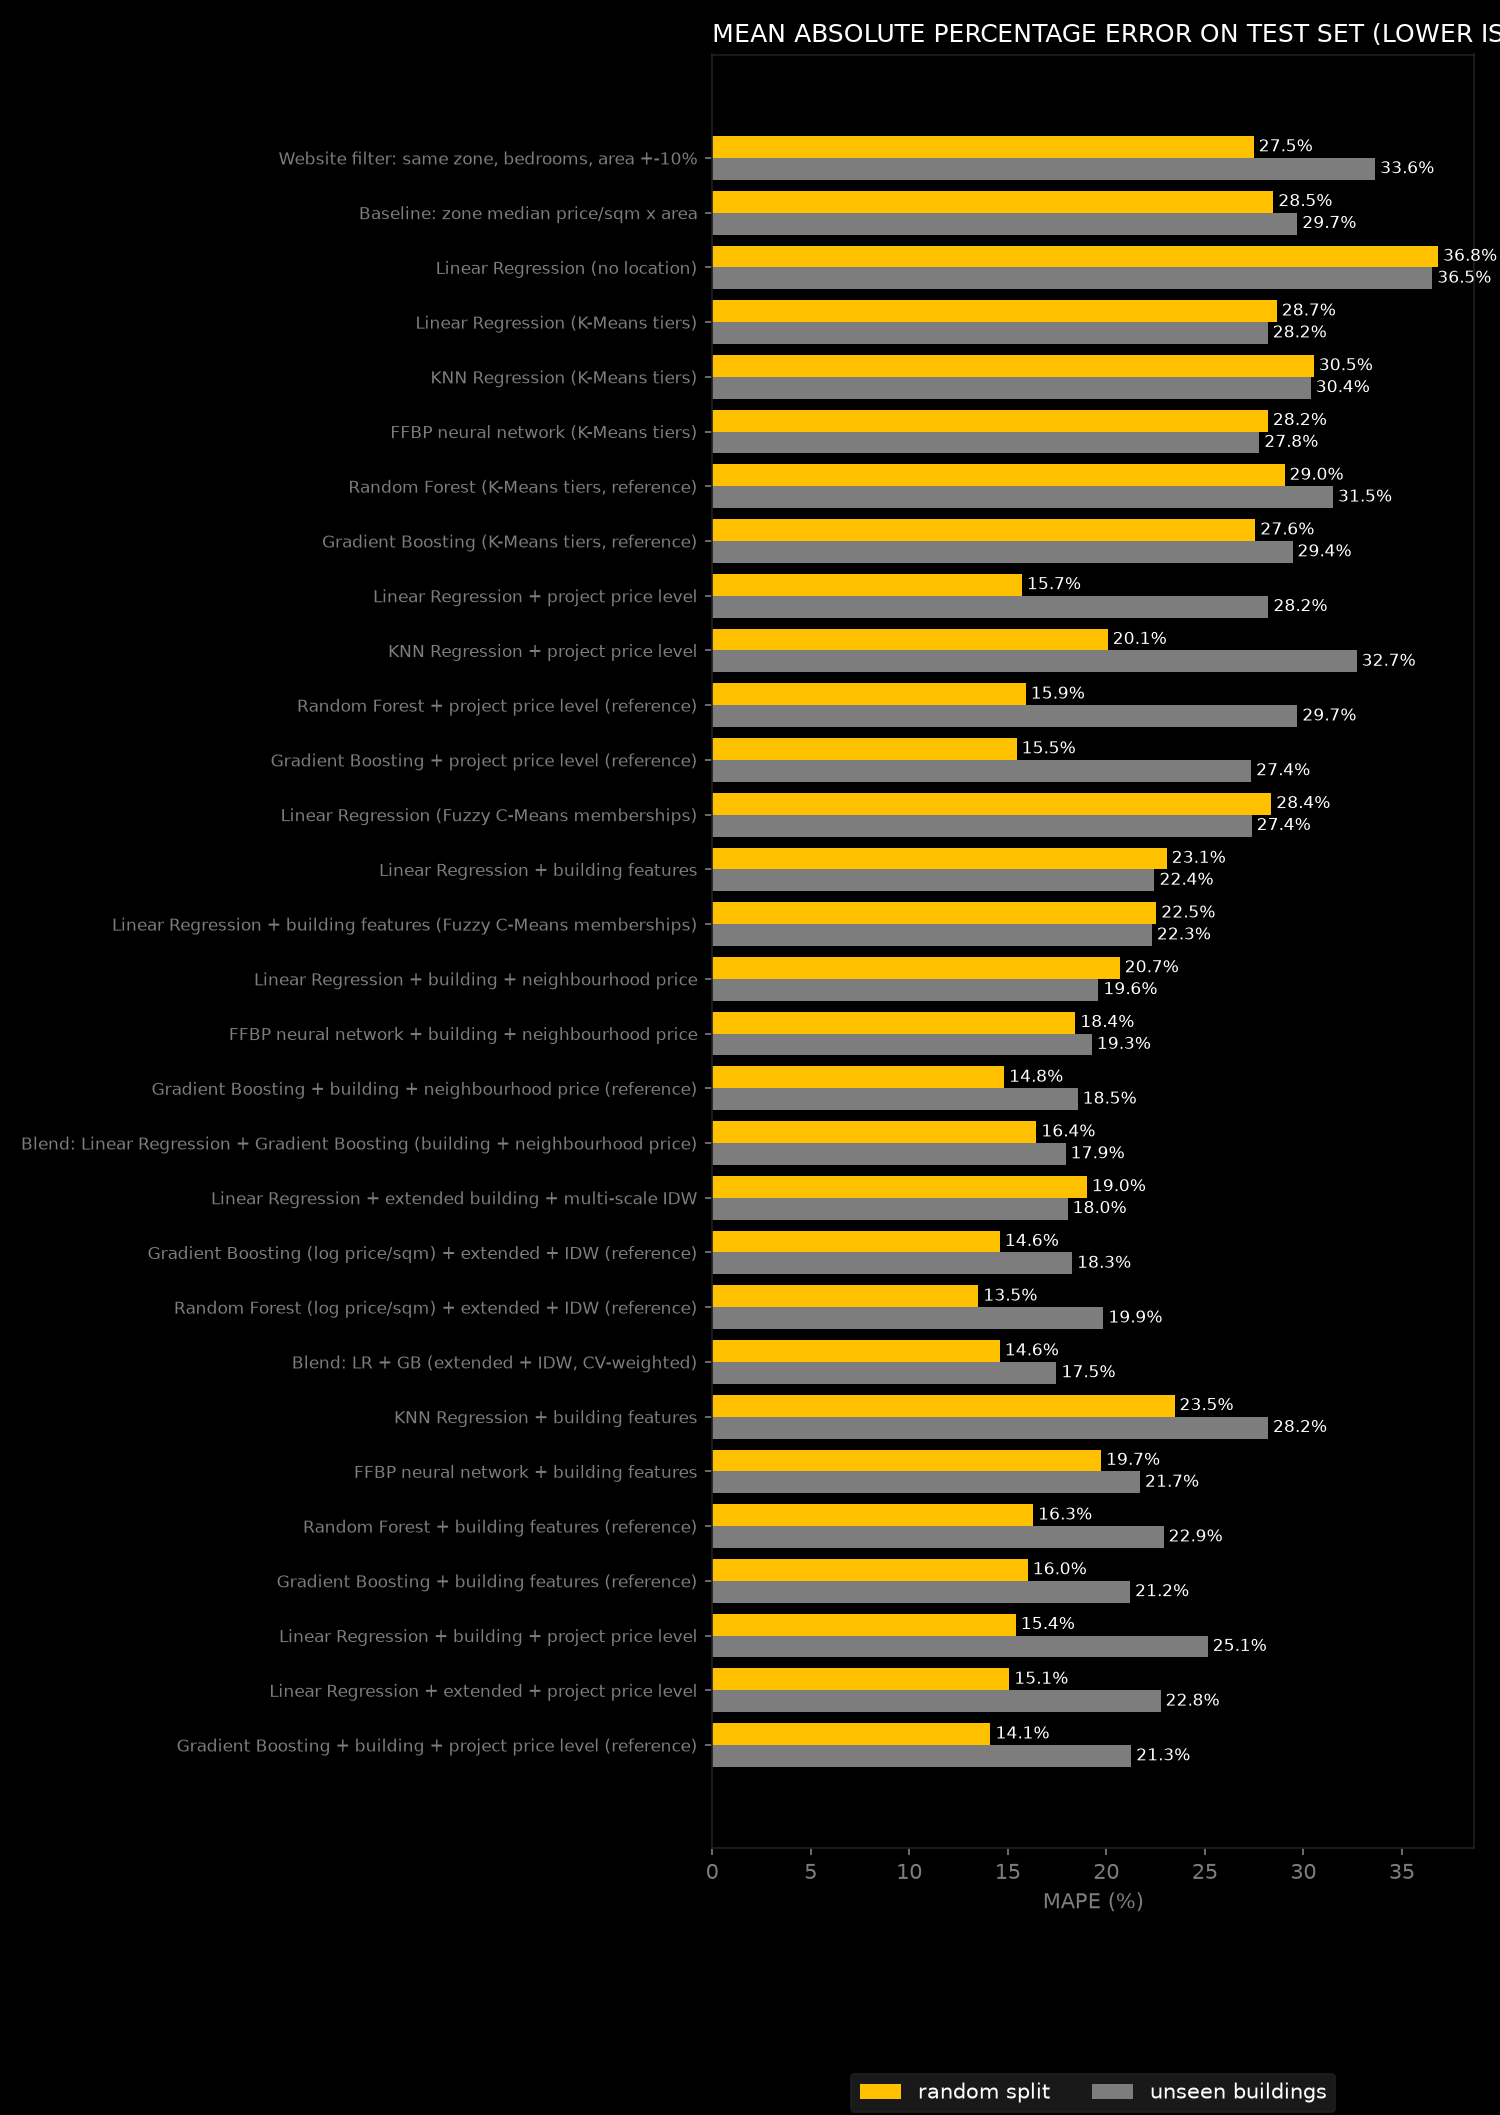 MEAN ABSOLUTE PERCENTAGE ERROR ON TEST SET (LOWER IS
Website filter: same zone, bedrooms, area +-10%
27.5%
33.6%
Baseline: zone median price/sqm x area
28.5%
29.7%
Linear Regression (no location)
36.8%
36.5%
Linear Regression (K-Means tiers)
28.7%
28.2%
KNN Regression (K-Means tiers)
30.5%
30.4%
FFBP neural network (K-Means tiers)
28.2%
27.8%
Random Forest (K-Means tiers, reference)
29.0%
31.5%
Gradient Boosting (K-Means tiers, reference)
27.6%
29.4%
Linear Regression + project price level
15.7%
28.2%
KNN Regression + project price level
20.1%
32.7%
Random Forest + project price level (reference)
15.9%
29.7%
Gradient Boosting + project price level (reference)
15.5%
27.4%
Linear Regression (Fuzzy C-Means memberships)
28.4%
27.4%
Linear Regression + building features
23.1%
22.4%
Linear Regression + building features (Fuzzy C-Means memberships)
22.5%
22.3%
Linear Regression + building + neighbourhood price
20.7%
19.6%
FFBP neural network + building + neighbourhood price
18.4%
19.3%
Gradient Boosting + building + neighbourhood price (reference)
14.8%
18.5%
Blend: Linear Regression + Gradient Boosting (building + neighbourhood price)
16.4%
17.9%
Linear Regression + extended building + multi-scale IDW
19.0%
18.0%
Gradient Boosting (log price/sqm) + extended + IDW (reference)
14.6%
18.3%
Random Forest (log price/sqm) + extended + IDW (reference)
13.5%
19.9%
Blend: LR + GB (extended + IDW, CV-weighted)
14.6%
17.5%
KNN Regression + building features
23.5%
28.2%
FFBP neural network + building features
19.7%
21.7%
Random Forest + building features (reference)
16.3%
22.9%
Gradient Boosting + building features (reference)
16.0%
21.2%
Linear Regression + building + project price level
15.4%
25.1%
Linear Regression + extended + project price level
15.1%
22.8%
Gradient Boosting + building + project price level (reference)
14.1%
21.3%
0 5 10 15 20 25 30 35
MAPE (%)
random split unseen buildings